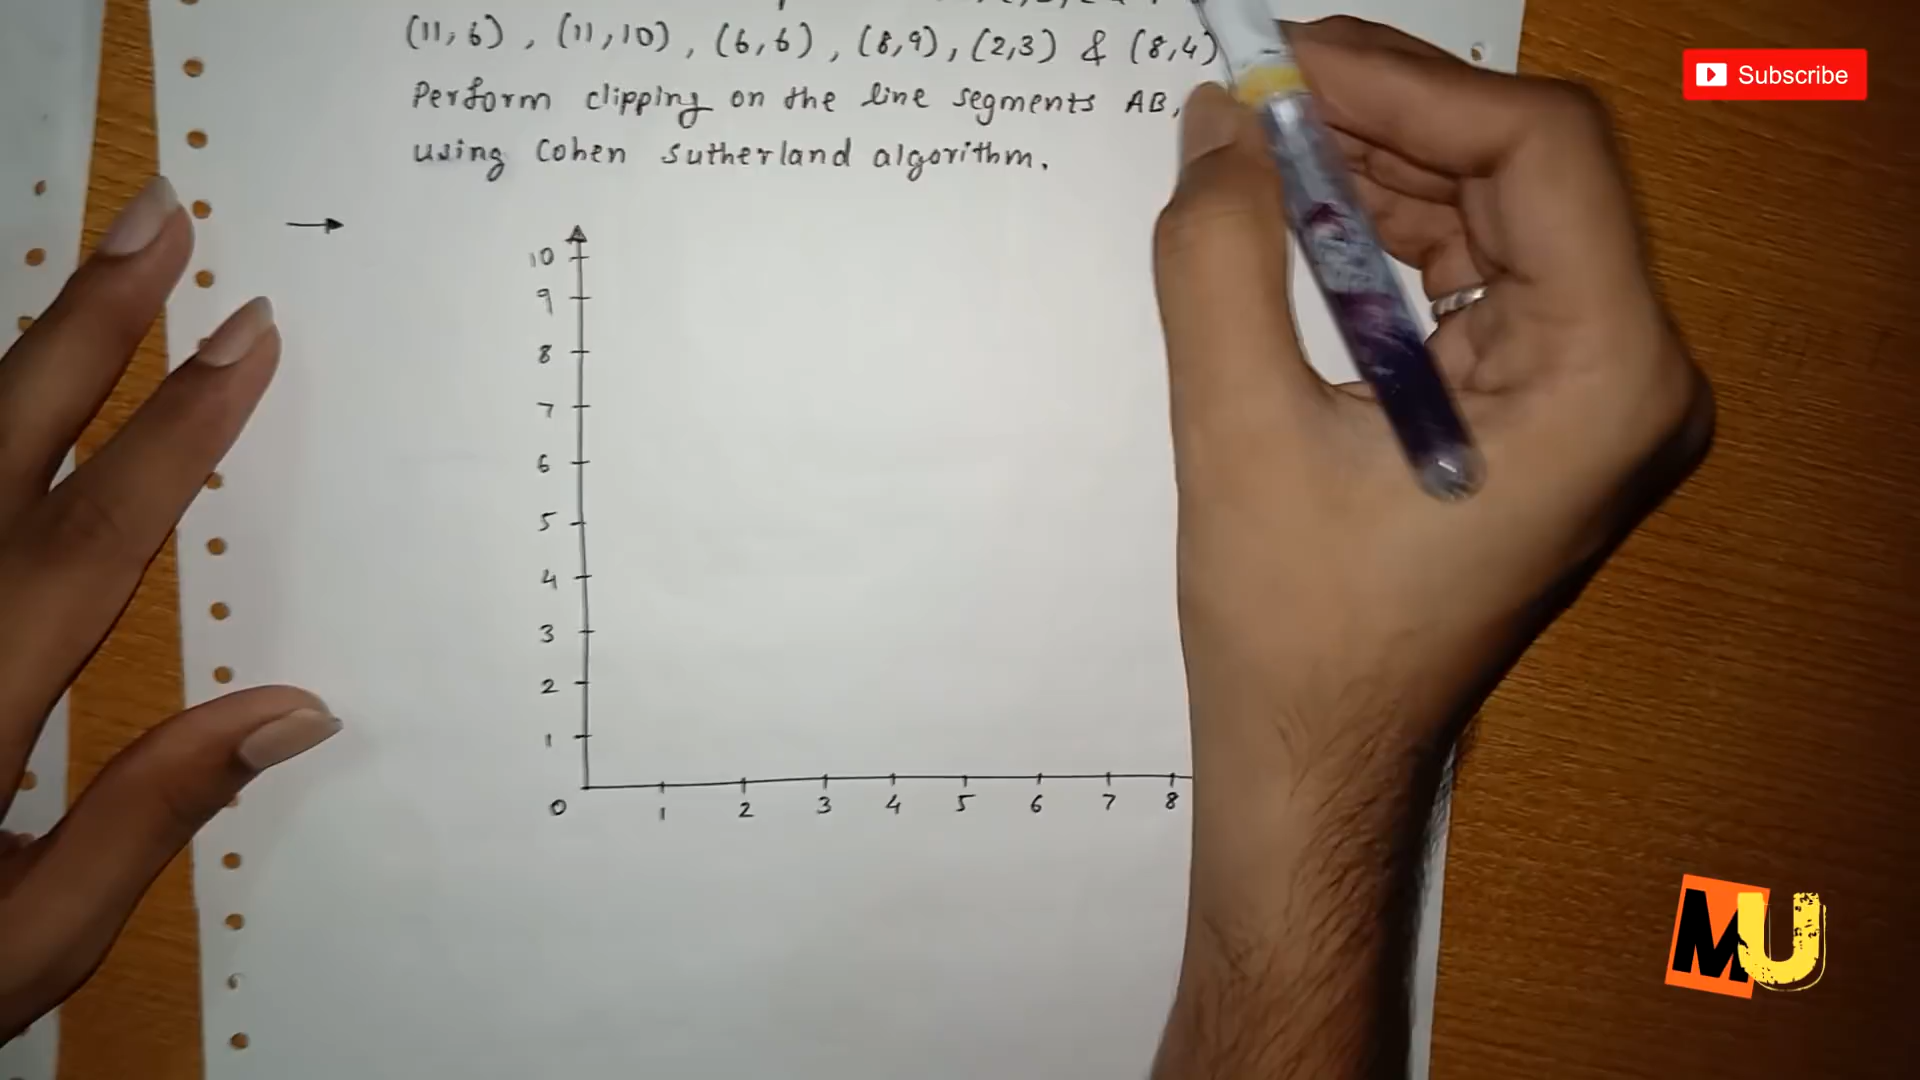 (11,6), (11,10), (6,6), (8,9), (2,3) & (8,4)
Perform clipping on the line segments AB,
using Cohen Sutherland algorithm.
10
9
8
7
6
5
4
3
2
1
0 1 2 3 4 5 6 7 8
Subscribe
MU